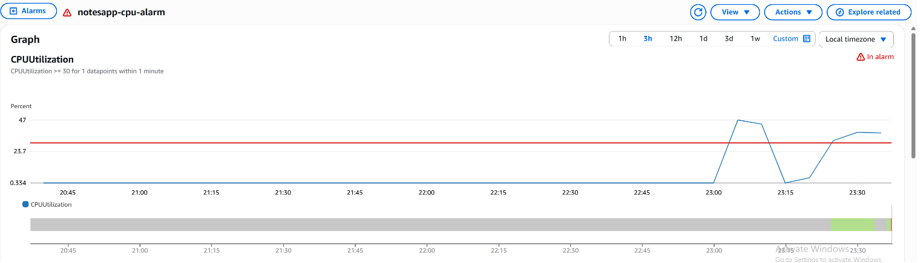 Alarms
notesapp-cpu-alarm
View
Actions
Explore related
Graph
1h 3h 12h 1d 3d 1w Custom
Local timezone
CPUUtilization
In alarm
CPUUtilization >= 30 for 1 datapoints within 1 minute
Percent
47
23.7
0.334
20:45 21:00 21:15 21:30 21:45 22:00 22:15 22:30 22:45 23:00 23:15 23:30
CPUUtilization
20:45 21:00 21:15 21:30 21:45 22:00 22:15 22:30 22:45 23:00 23:15 23:30
Activate Windows
Go to Settings to activate Windows.